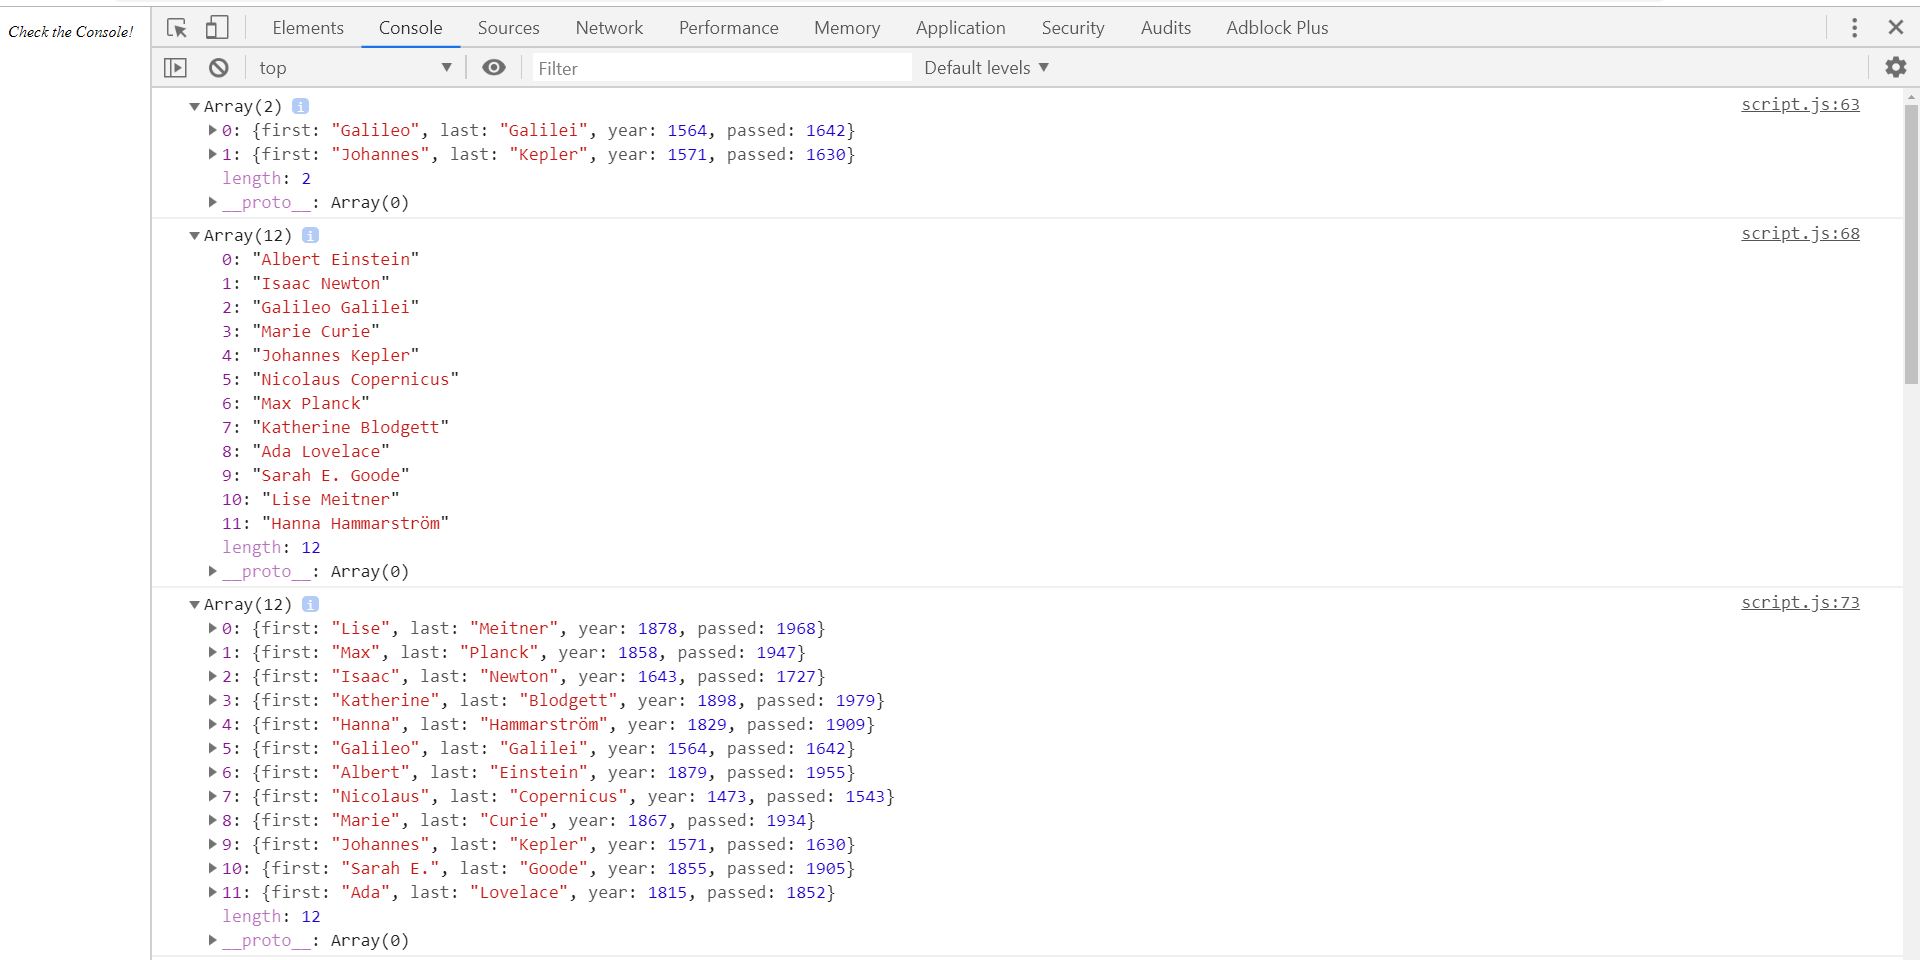 Check the Console!
Elements Console Sources Network Performance Memory Application Security Audits Adblock Plus
top Filter Default levels
Array(2) i script.js:63
0: {first: "Galileo", last: "Galilei", year: 1564, passed: 1642}
1: {first: "Johannes", last: "Kepler", year: 1571, passed: 1630}
length: 2
__proto__: Array(0)
Array(12) i script.js:68
0: "Albert Einstein"
1: "Isaac Newton"
2: "Galileo Galilei"
3: "Marie Curie"
4: "Johannes Kepler"
5: "Nicolaus Copernicus"
6: "Max Planck"
7: "Katherine Blodgett"
8: "Ada Lovelace"
9: "Sarah E. Goode"
10: "Lise Meitner"
11: "Hanna Hammarström"
length: 12
__proto__: Array(0)
Array(12) i script.js:73
0: {first: "Lise", last: "Meitner", year: 1878, passed: 1968}
1: {first: "Max", last: "Planck", year: 1858, passed: 1947}
2: {first: "Isaac", last: "Newton", year: 1643, passed: 1727}
3: {first: "Katherine", last: "Blodgett", year: 1898, passed: 1979}
4: {first: "Hanna", last: "Hammarström", year: 1829, passed: 1909}
5: {first: "Galileo", last: "Galilei", year: 1564, passed: 1642}
6: {first: "Albert", last: "Einstein", year: 1879, passed: 1955}
7: {first: "Nicolaus", last: "Copernicus", year: 1473, passed: 1543}
8: {first: "Marie", last: "Curie", year: 1867, passed: 1934}
9: {first: "Johannes", last: "Kepler", year: 1571, passed: 1630}
10: {first: "Sarah E.", last: "Goode", year: 1855, passed: 1905}
11: {first: "Ada", last: "Lovelace", year: 1815, passed: 1852}
length: 12
__proto__: Array(0)